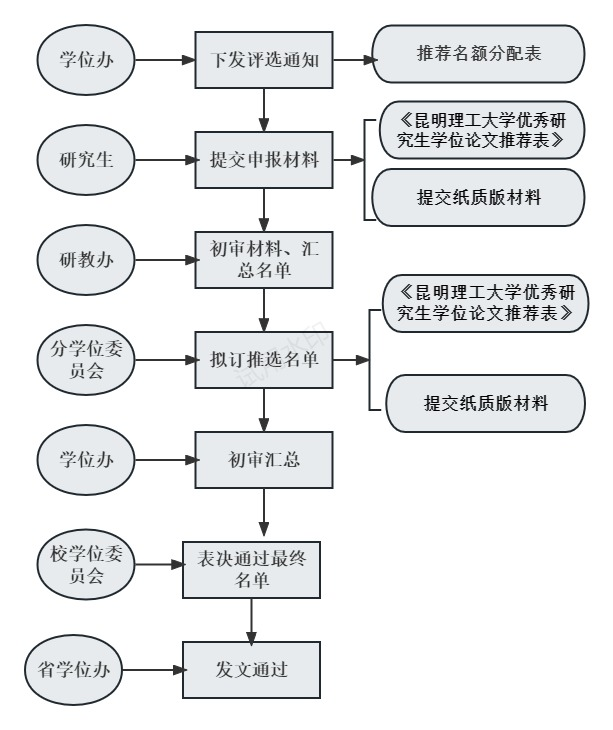 学位办
下发评选通知
推荐名额分配表
研究生
提交申报材料
《昆明理工大学优秀研
究生学位论文推荐表》
提交纸质版材料
研教办
初审材料、汇
总名单
分学位委
员会
拟订推选名单
《昆明理工大学优秀研
究生学位论文推荐表》
提交纸质版材料
试用水印
学位办
初审汇总
校学位委
员会
表决通过最终
名单
省学位办
发文通过